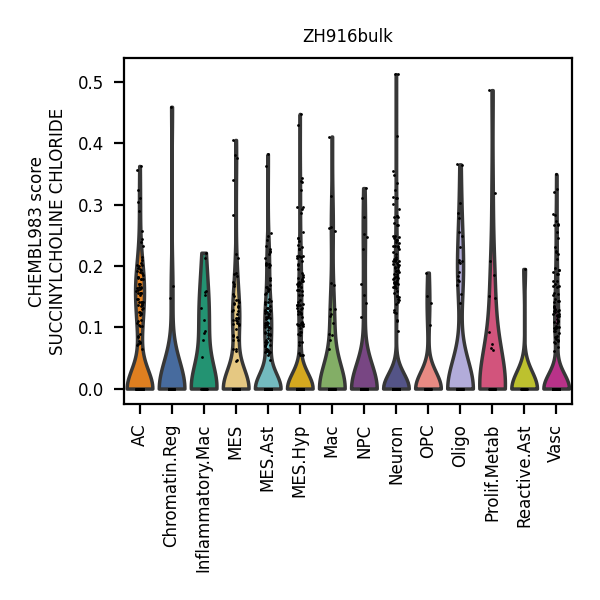 ZH916bulk
CHEMBL983 score
SUCCINYLCHOLINE CHLORIDE
0.5
0.4
0.3
0.2
0.1
0.0
AC
Chromatin.Reg
Inflammatory.Mac
MES
MES.Ast
MES.Hyp
Mac
NPC
Neuron
OPC
Oligo
Prolif.Metab
Reactive.Ast
Vasc